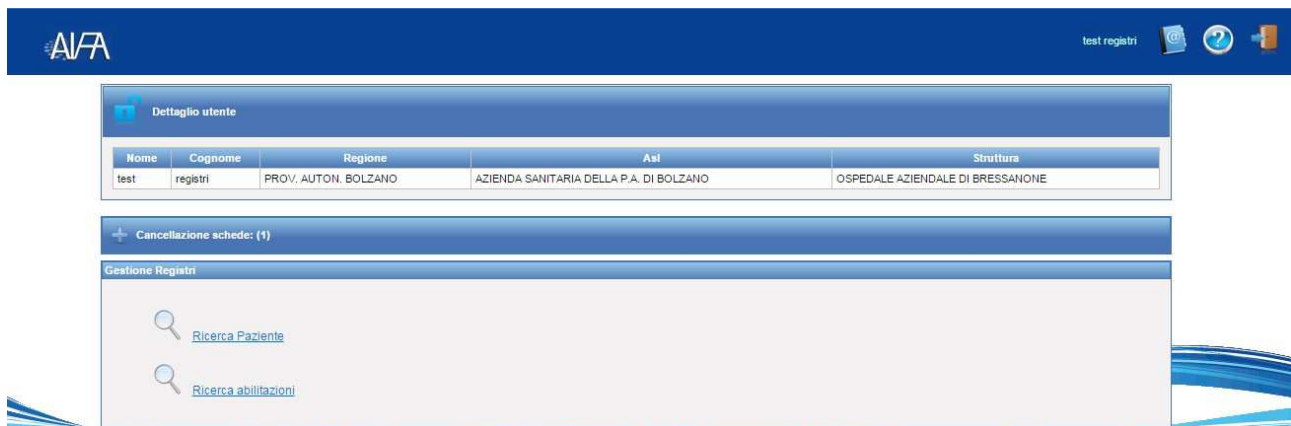 AIFA
test registri
Dettaglio utente
Nome Cognome Regione Asl Struttura
test registri PROV. AUTON. BOLZANO AZIENDA SANITARIA DELLA P.A. DI BOLZANO OSPEDALE AZIENDALE DI BRESSANONE
Cancellazione schede: (1)
Gestione Registri
Ricerca Paziente
Ricerca abilitazioni